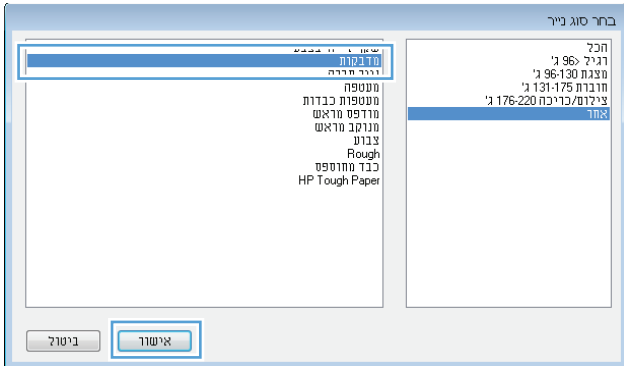 בחר סוג נייר
הכל
רגיל <96 ג'
מצגת 96-130 ג'
חוברת 131-175 ג'
צילום/כריכה 176-220 ג'
אחר
מדבקות
מעטפה
מעטפות כבדות
מודפס מראש
מנוקב מראש
צבוע
Rough
כבד מחוספס
HP Tough Paper
אישור
ביטול